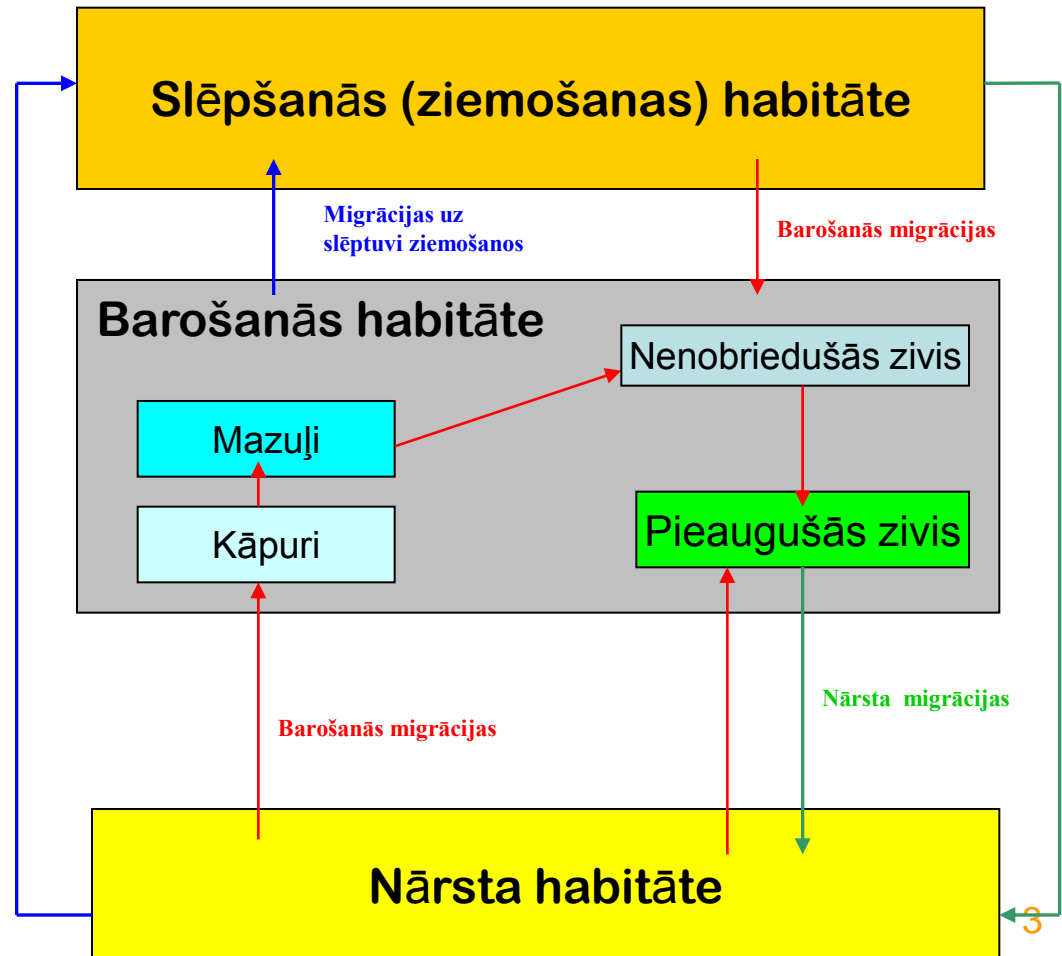 Slēpšanās (ziemošanas) habitāte
Migrācijas uz
slēptuvi ziemošanos
Barošanās migrācijas
Barošanās habitāte
Nenobriedušās zivis
Mazuļi
Kāpuri
Pieaugušās zivis
Nārsta  migrācijas
Barošanās migrācijas
Nārsta habitāte
3